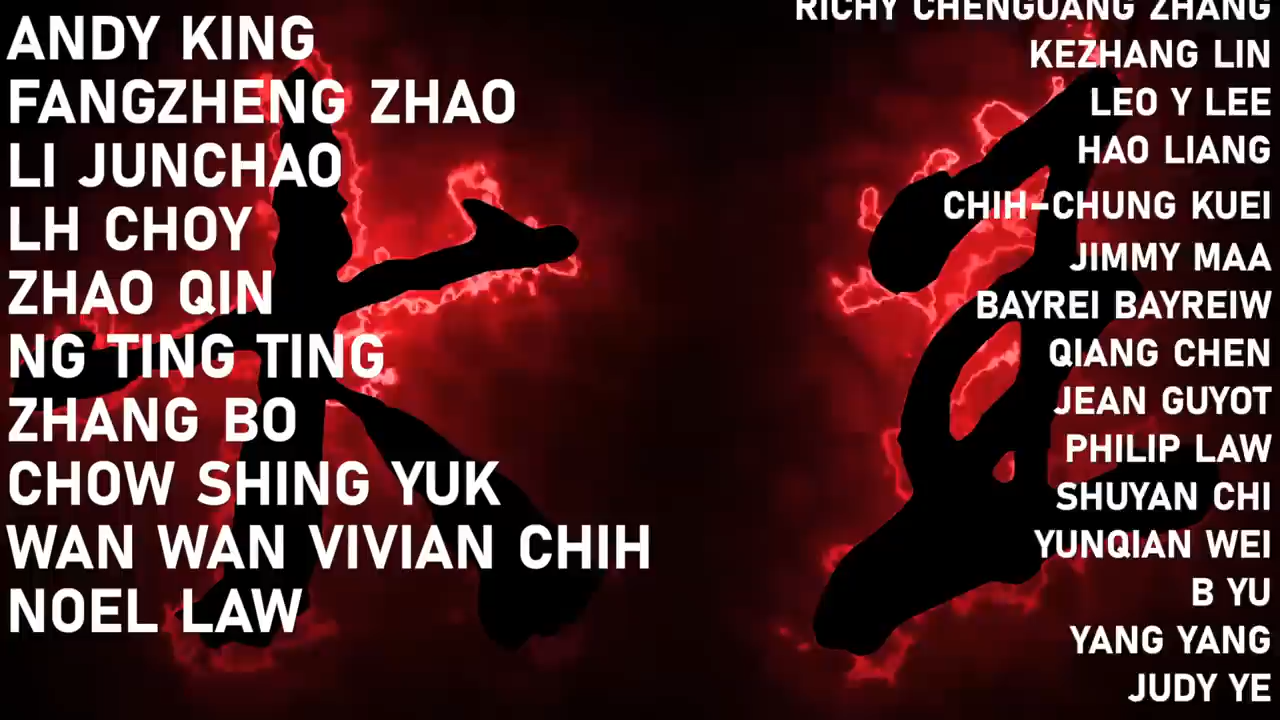 ANDY KING
FANGZHENG ZHAO
LI JUNCHAO
LH CHOY
ZHAO QIN
NG TING TING
ZHANG BO
CHOW SHING YUK
WAN WAN VIVIAN CHIH
NOEL LAW
RICHY CHENGUANG ZHANG
KEZHANG LIN
LEO Y LEE
HAO LIANG
CHIH-CHUNG KUEI
JIMMY MAA
BAYREI BAYREIW
QIANG CHEN
JEAN GUYOT
PHILIP LAW
SHUYAN CHI
YUNQIAN WEI
B YU
YANG YANG
JUDY YE